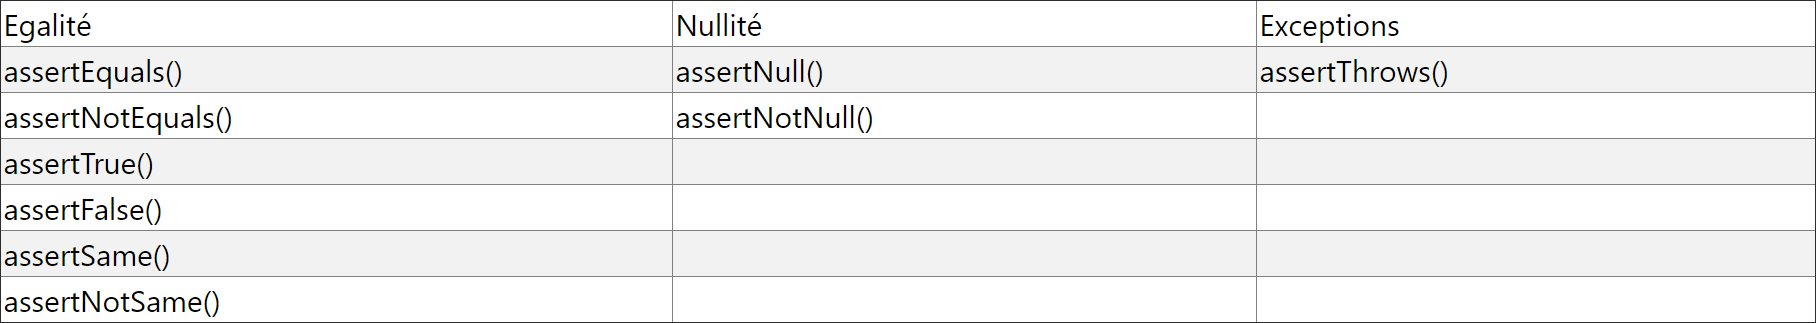 Egalité Nullité Exceptions
assertEquals() assertNull() assertThrows()
assertNotEquals() assertNotNull()
assertTrue()
assertFalse()
assertSame()
assertNotSame()